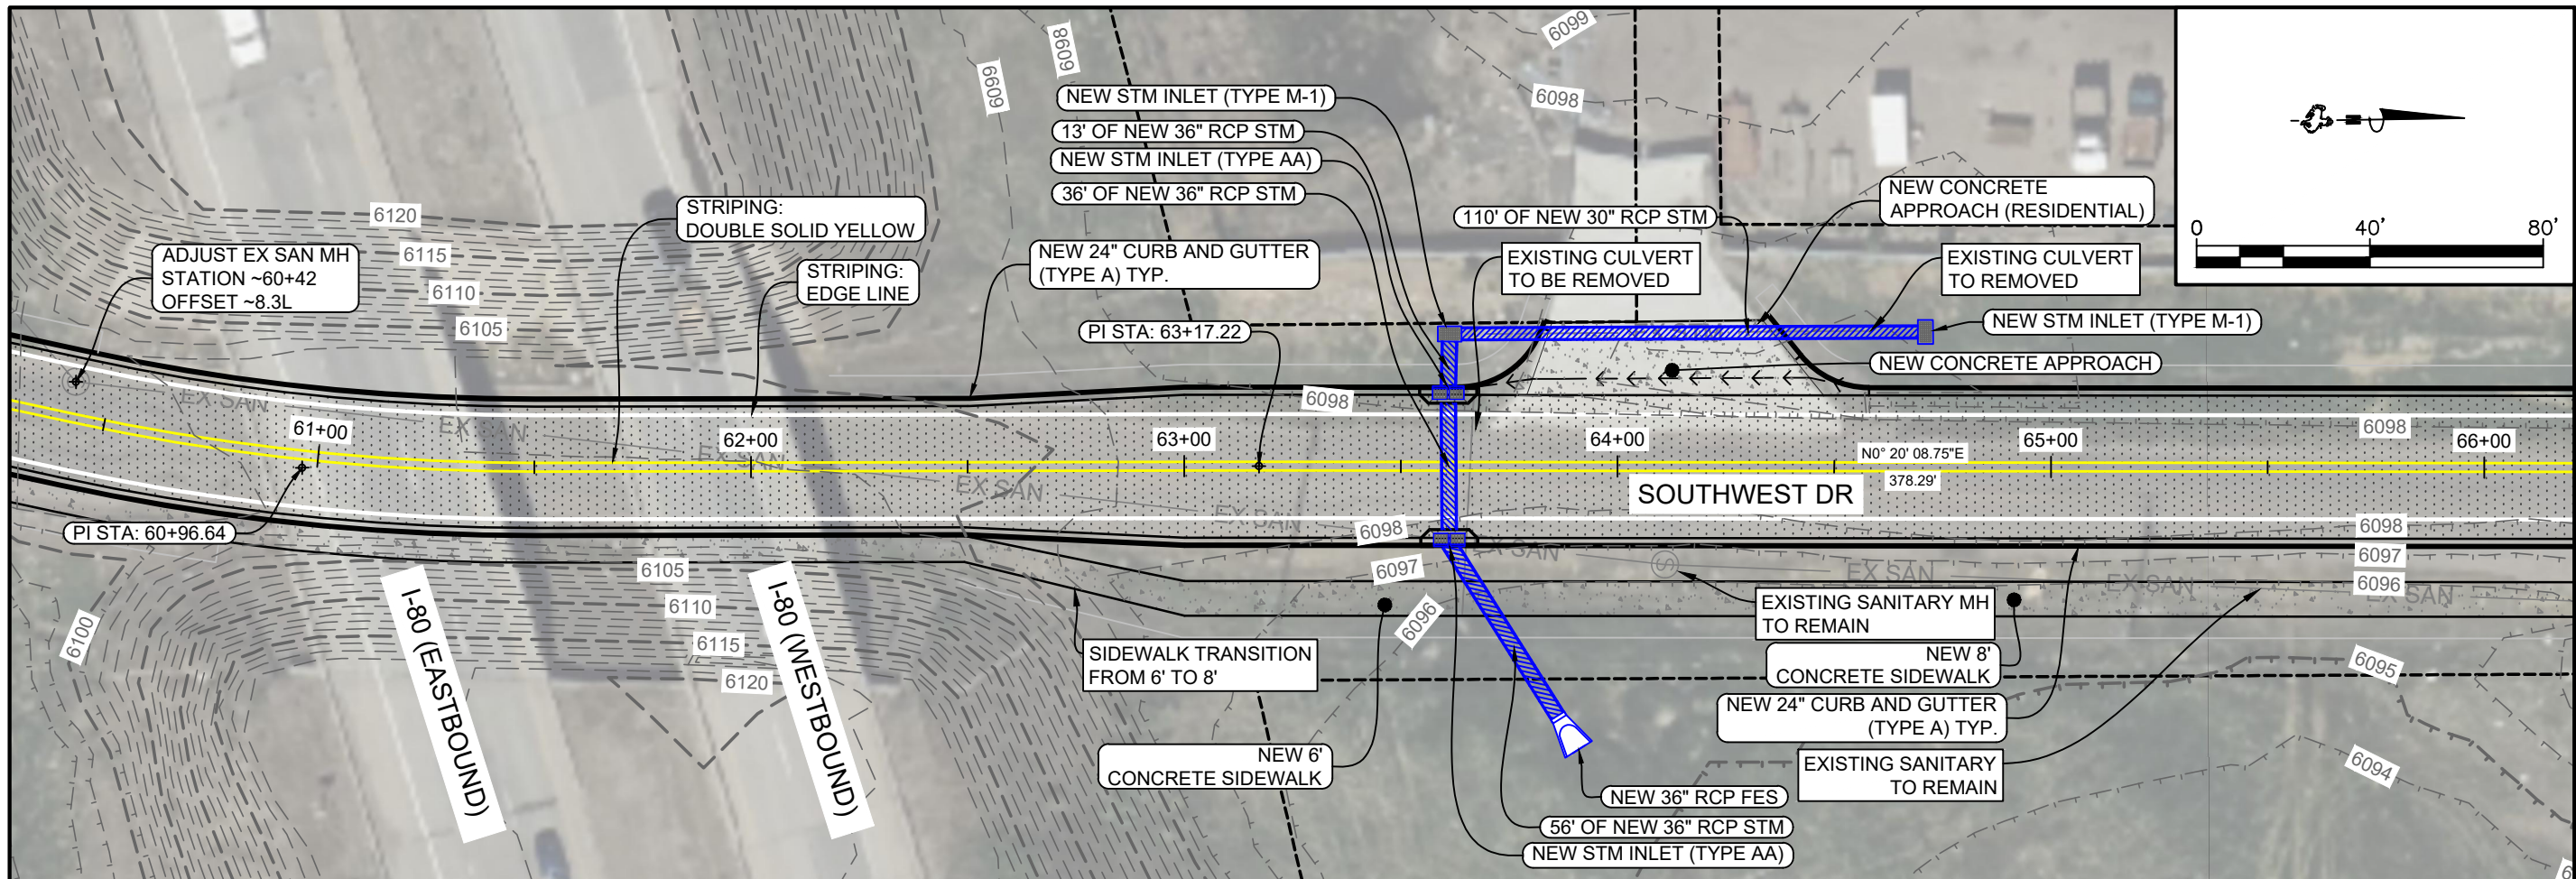 6099
6098
6099
6098
NEW STM INLET (TYPE M-1)
13' OF NEW 36" RCP STM
NEW STM INLET (TYPE AA)
36' OF NEW 36" RCP STM
0
40'
80'
NEW CONCRETE
APPROACH (RESIDENTIAL)
110' OF NEW 30" RCP STM
STRIPING:
DOUBLE SOLID YELLOW
6120
6115
6110
6105
ADJUST EX SAN MH
STATION ~60+42
OFFSET ~8.3L
STRIPING:
EDGE LINE
NEW 24" CURB AND GUTTER
(TYPE A) TYP.
EXISTING CULVERT
TO BE REMOVED
EXISTING CULVERT
TO REMOVED
PI STA: 63+17.22
NEW STM INLET (TYPE M-1)
NEW CONCRETE APPROACH
EX SAN
EX SAN
EX SAN
EX SAN
EX SAN
EX SAN
EX SAN
EX SAN
EX SAN
S
S
6098
6098
61+00
62+00
63+00
64+00
65+00
66+00
N0° 20' 08.75"E
378.29'
SOUTHWEST DR
PI STA: 60+96.64
6098
6098
6097
6097
6096
6096
6105
6110
6115
6120
6100
I-80 (EASTBOUND)
I-80 (WESTBOUND)
EXISTING SANITARY MH
TO REMAIN
SIDEWALK TRANSITION
FROM 6' TO 8'
NEW 8'
CONCRETE SIDEWALK
6095
NEW 24" CURB AND GUTTER
(TYPE A) TYP.
NEW 6'
CONCRETE SIDEWALK
EXISTING SANITARY
TO REMAIN
6094
NEW 36" RCP FES
56' OF NEW 36" RCP STM
NEW STM INLET (TYPE AA)